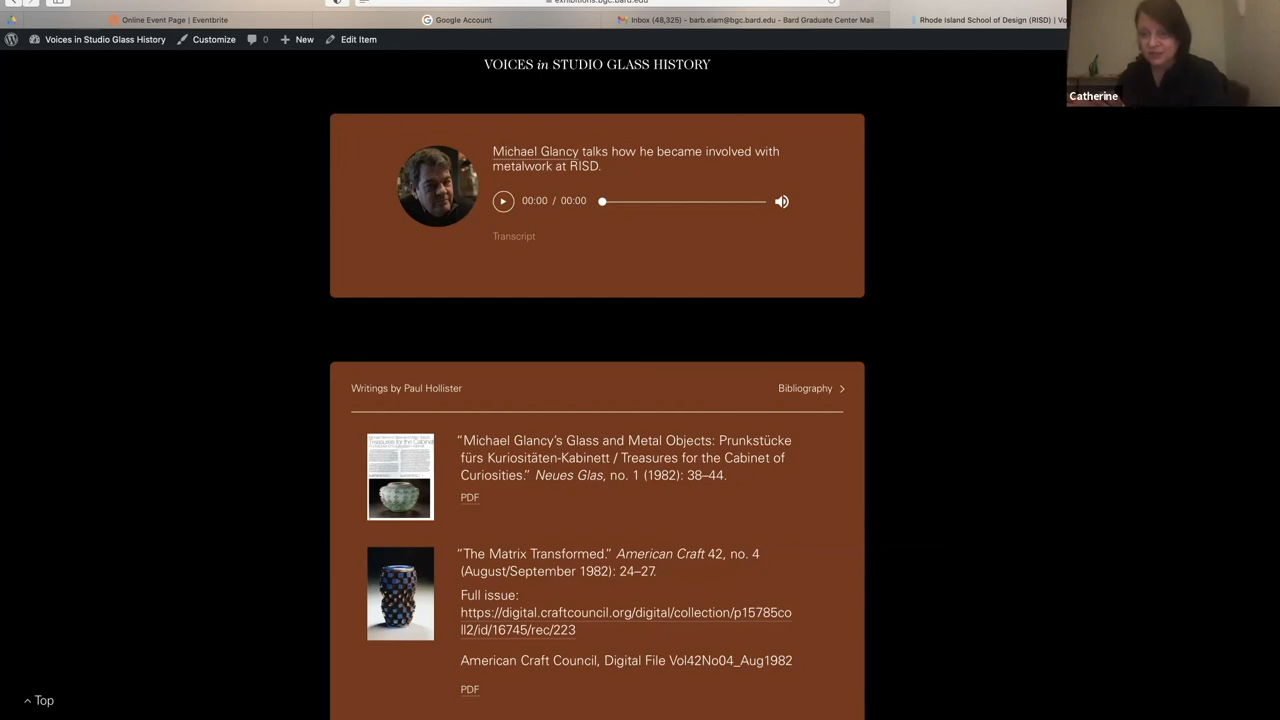 exhibitions.bgc.bard.edu
Online Event Page | Eventbrite
Google Account
Inbox (48,325) - barb.elam@bgc.bard.edu - Bard Graduate Center Mail
Rhode Island School of Design (RISD) | Vo
Voices in Studio Glass History
Customize
0
New
Edit Item
Catherine
VOICES in STUDIO GLASS HISTORY
Michael Glancy talks how he became involved with
metalwork at RISD.
00:00 / 00:00
Transcript
Writings by Paul Hollister
Bibliography
“Michael Glancy’s Glass and Metal Objects: Prunkstücke
fürs Kuriositäten-Kabinett / Treasures for the Cabinet of
Curiosities.” Neues Glas, no. 1 (1982): 38–44.
PDF
“The Matrix Transformed.” American Craft 42, no. 4
(August/September 1982): 24–27.
Full issue:
https://digital.craftcouncil.org/digital/collection/p15785co
ll2/id/16745/rec/223
American Craft Council, Digital File Vol42No04_Aug1982
PDF
Top